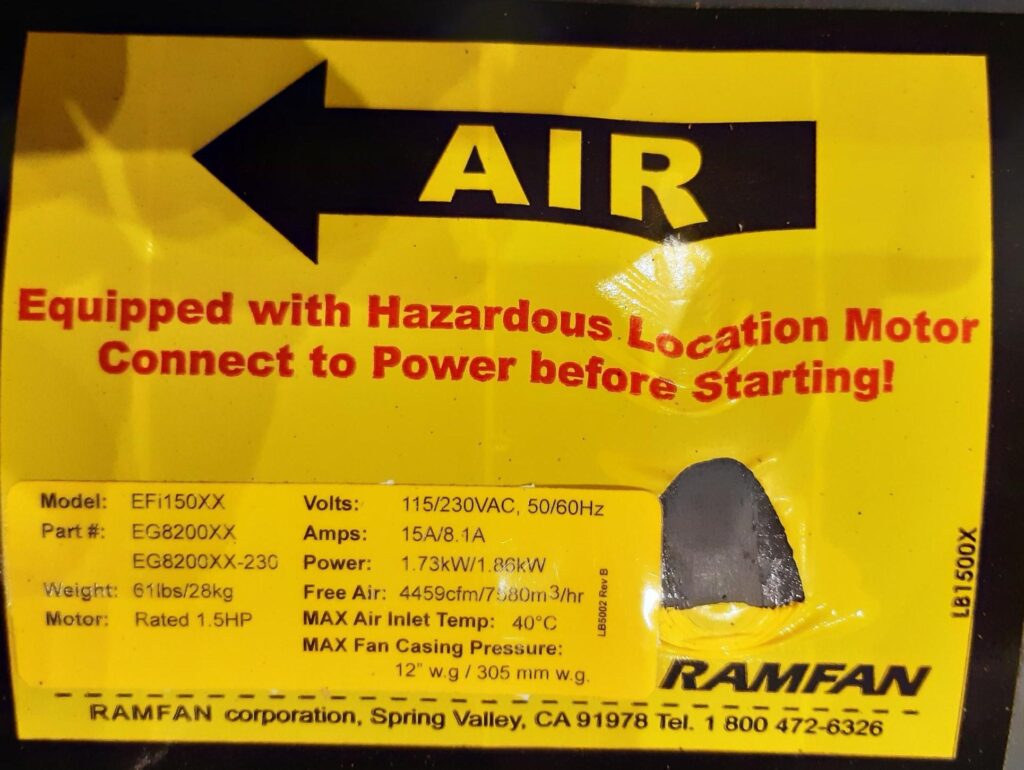 AIR
Equipped with Hazardous Location Motor
Connect to Power before Starting!
Model: EFi150XX
Part #: EG8200XX
EG8200XX-230
Weight: 61lbs/28kg
Motor: Rated 1.5HP
Volts: 115/230VAC, 50/60Hz
Amps: 15A/8.1A
Power: 1.73kW/1.86kW
Free Air: 4459cfm/7580m3/hr
MAX Air Inlet Temp: 40°C
MAX Fan Casing Pressure:
12" w.g / 305 mm w.g.
LB5002 Rev B
LB1500X
RAMFAN
RAMFAN corporation, Spring Valley, CA 91978 Tel. 1 800 472-6326